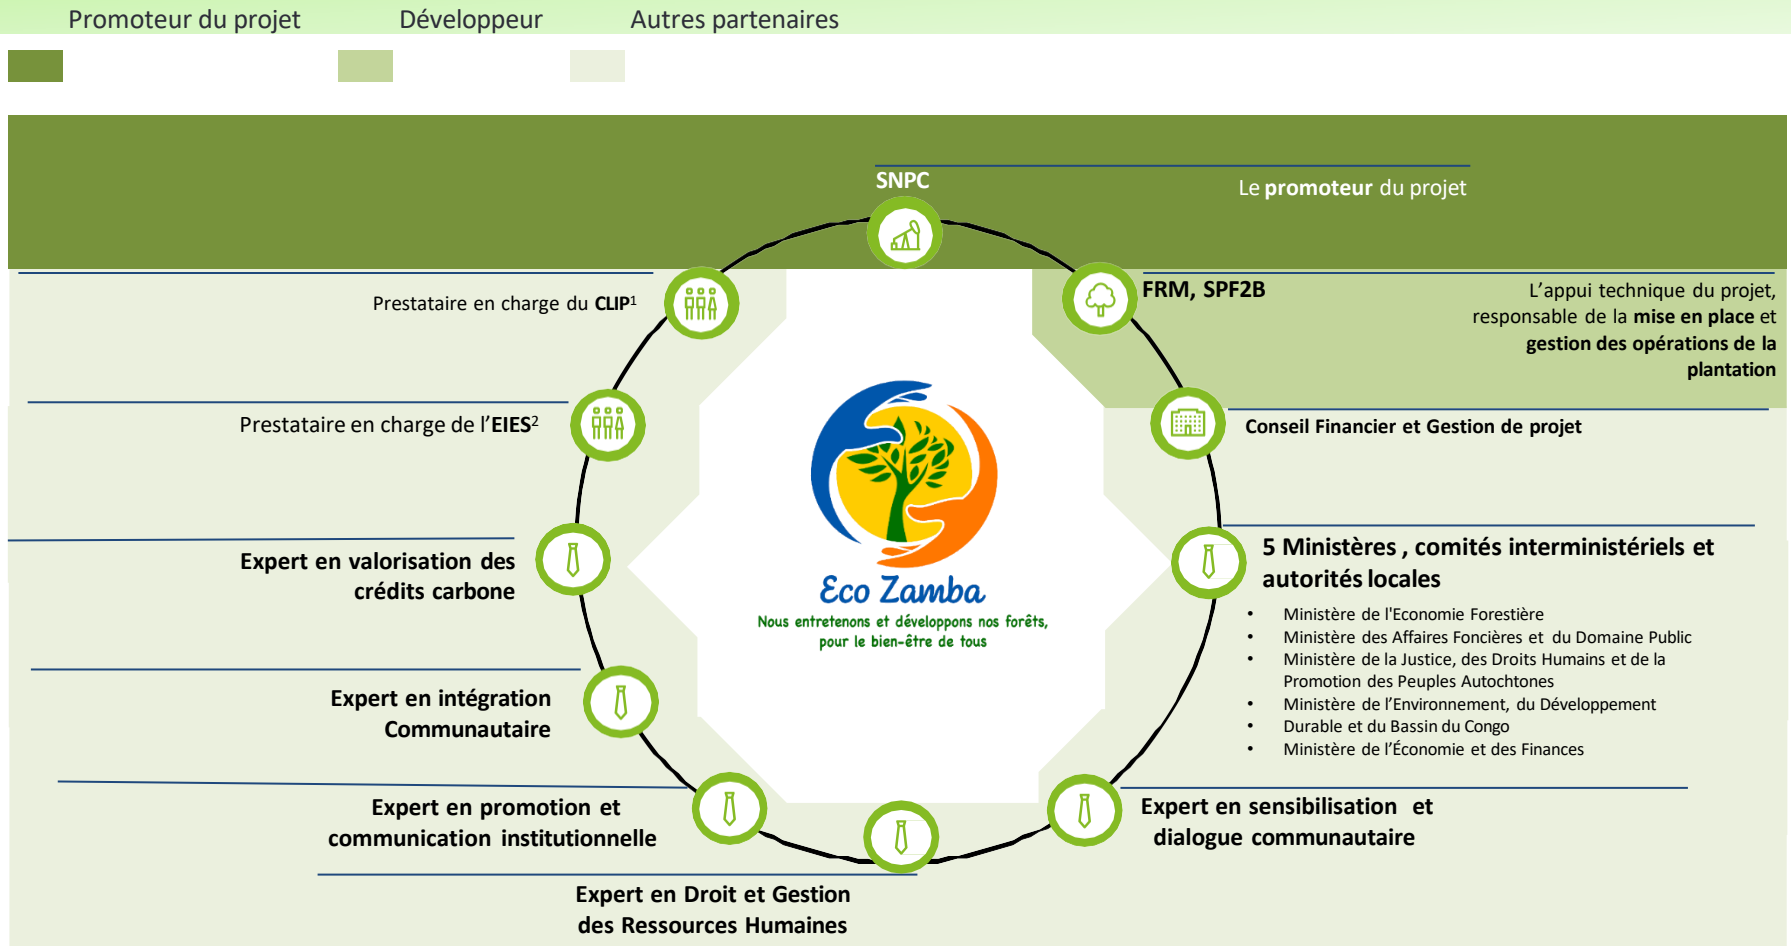 Promoteur du projet
Développeur
Autres partenaires
SNPC
Le promoteur du projet
FRM, SPF2B
L'appui technique du projet,
responsable de la mise en place et
gestion des opérations de la
plantation
Conseil Financier et Gestion de projet
5 Ministères , comités interministériels et
autorités locales
• Ministère de l'Economie Forestière
• Ministère des Affaires Foncières et du Domaine Public
• Ministère de la Justice, des Droits Humains et de la
Promotion des Peuples Autochtones
• Ministère de l’Environnement, du Développement
• Durable et du Bassin du Congo
• Ministère de l’Économie et des Finances
Expert en sensibilisation et
dialogue communautaire
Expert en Droit et Gestion
des Ressources Humaines
Expert en promotion et
communication institutionnelle
Expert en intégration
Communautaire
Expert en valorisation des
crédits carbone
Prestataire en charge de l’EIES2
Prestataire en charge du CLIP1
Eco Zamba
Nous entretenons et développons nos forêts,
pour le bien-être de tous